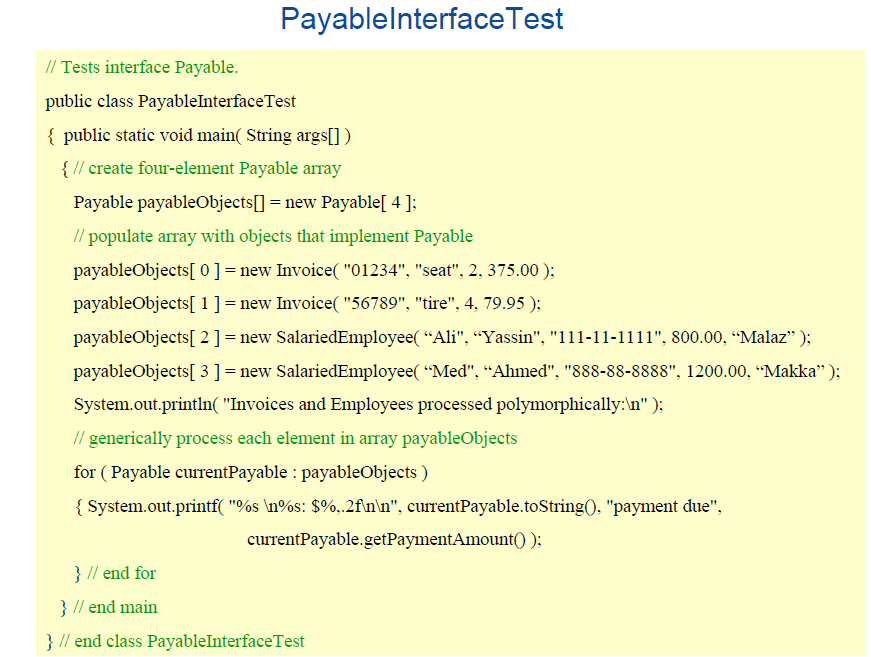 PayableInterfaceTest
// Tests interface Payable.
public class PayableInterfaceTest
{ public static void main( String args[] )
{ // create four-element Payable array
Payable payableObjects[] = new Payable[ 4 ];
// populate array with objects that implement Payable
payableObjects[ 0 ] = new Invoice( "01234", "seat", 2, 375.00 );
payableObjects[ 1 ] = new Invoice( "56789", "tire", 4, 79.95 );
payableObjects[ 2 ] = new SalariedEmployee( “Ali", “Yassin", "111-11-1111", 800.00, “Malaz” );
payableObjects[ 3 ] = new SalariedEmployee( “Med", “Ahmed", "888-88-8888", 1200.00, “Makka” );
System.out.println( "Invoices and Employees processed polymorphically:\n" );
// generically process each element in array payableObjects
for ( Payable currentPayable : payableObjects )
{ System.out.printf( "%s \n%s: $%,.2f\n\n", currentPayable.toString(), "payment due",
currentPayable.getPaymentAmount() );
} // end for
} // end main
} // end class PayableInterfaceTest